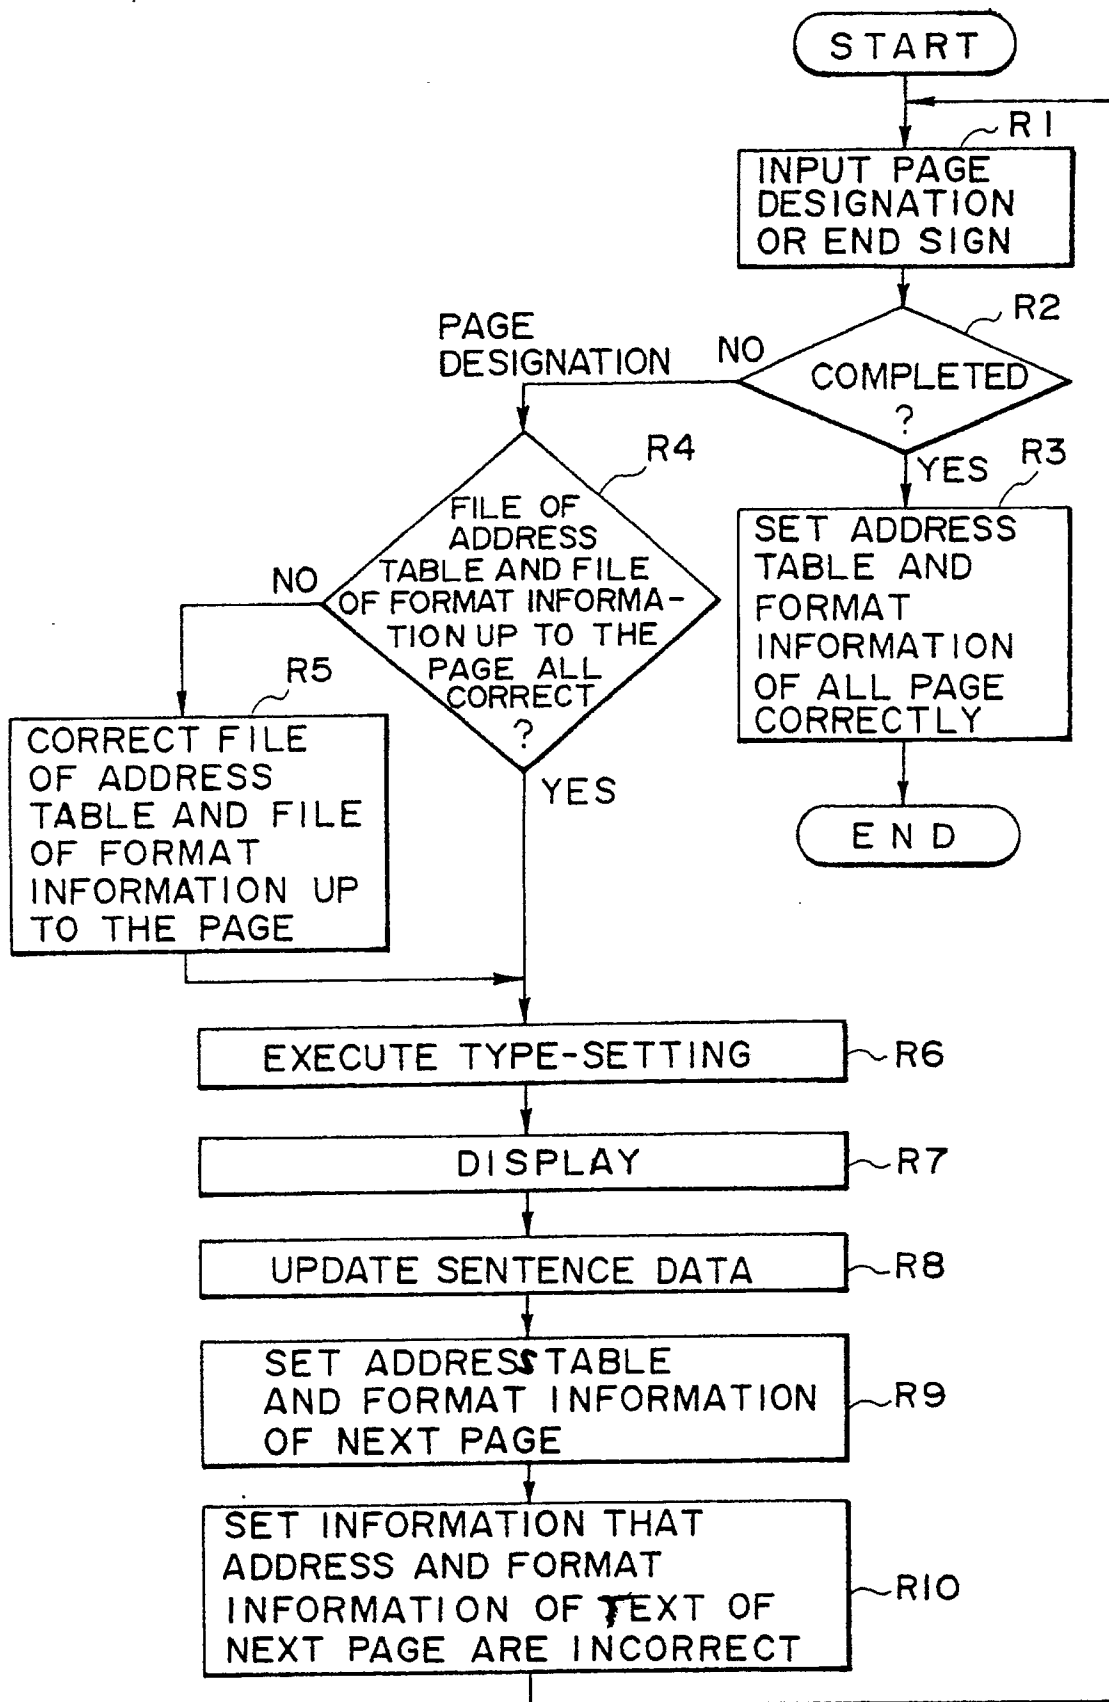 START
R1
INPUT PAGE
DESIGNATION
OR END SIGN
R2
COMPLETED
?
NO
PAGE
DESIGNATION
YES
R3
SET ADDRESS
TABLE AND
FORMAT
INFORMATION
OF ALL PAGE
CORRECTLY
END
R4
FILE OF
ADDRESS
TABLE AND FILE
OF FORMAT INFORMA-
TION UP TO THE
PAGE ALL
CORRECT
?
NO
YES
R5
CORRECT FILE
OF ADDRESS
TABLE AND FILE
OF FORMAT
INFORMATION UP
TO THE PAGE
EXECUTE TYPE-SETTING
R6
DISPLAY
R7
UPDATE SENTENCE DATA
R8
SET ADDRESS TABLE
AND FORMAT INFORMATION
OF NEXT PAGE
R9
SET INFORMATION THAT
ADDRESS AND FORMAT
INFORMATION OF TEXT OF
NEXT PAGE ARE INCORRECT
R10